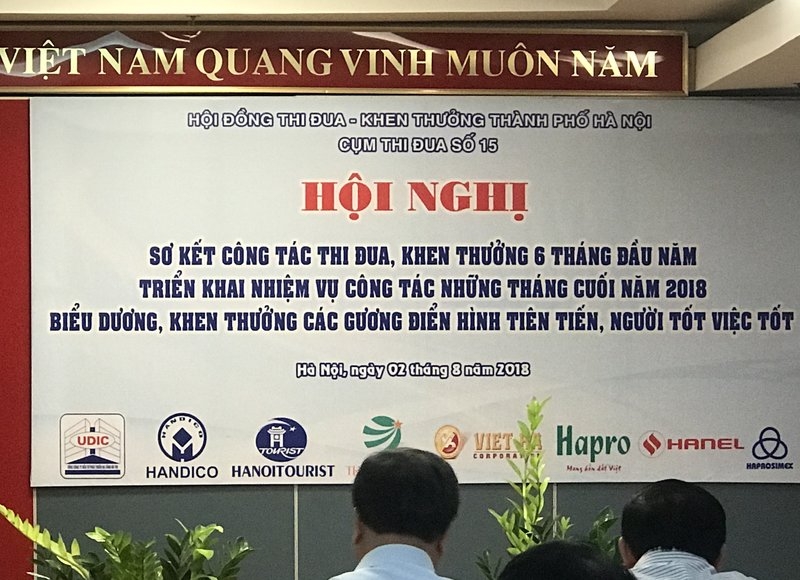 VIỆT NAM QUANG VINH MUÔN NĂM
HỘI ĐỒNG THI ĐUA - KHEN THƯỞNG THÀNH PHỐ HÀ NỘI
CỤM THI ĐUA SỐ 15
HỘI NGHỊ
SƠ KẾT CÔNG TÁC THI ĐUA, KHEN THƯỞNG 6 THÁNG ĐẦU NĂM
TRIỂN KHAI NHIỆM VỤ CÔNG TÁC NHỮNG THÁNG CUỐI NĂM 2018
BIỂU DƯƠNG, KHEN THƯỞNG CÁC GƯƠNG ĐIỂN HÌNH TIÊN TIẾN, NGƯỜI TỐT VIỆC TỐT
Hà Nội, ngày 02 tháng 8 năm 2018
UDIC
HANDICO
HANDICO
TOURIST
HANOITOURIST
VIET
Hapro
HANEL
HAPROSIMEX